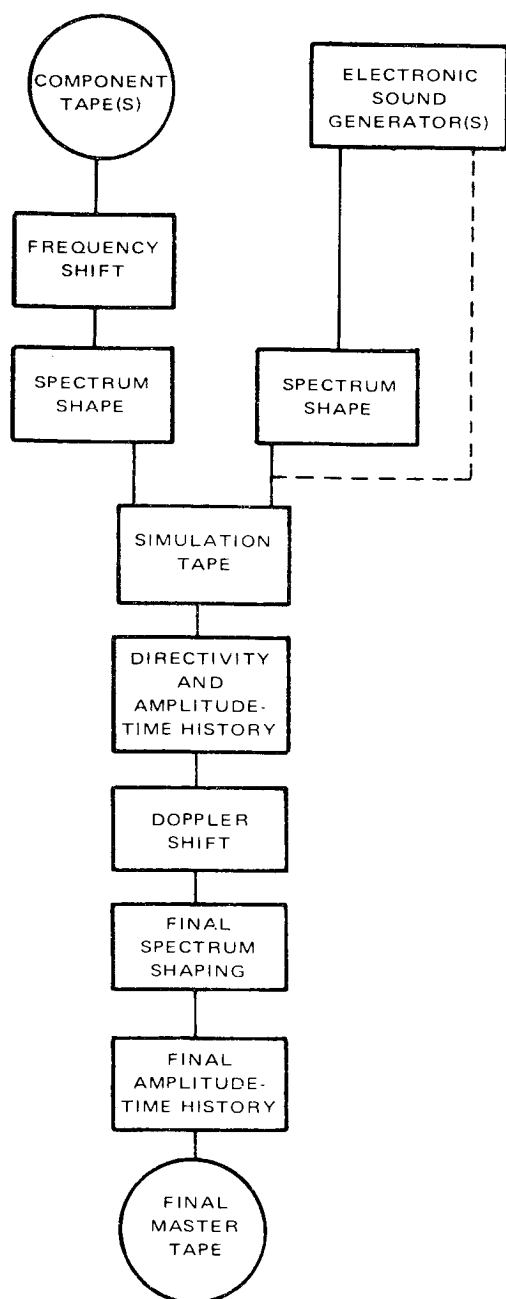 COMPONENT
TAPE(S)
ELECTRONIC
SOUND
GENERATOR(S)
FREQUENCY
SHIFT
SPECTRUM
SHAPE
SPECTRUM
SHAPE
SIMULATION
TAPE
DIRECTIVITY
AND
AMPLITUDE-
TIME HISTORY
DOPPLER
SHIFT
FINAL
SPECTRUM
SHAPING
FINAL
AMPLITUDE-
TIME HISTORY
FINAL
MASTER
TAPE